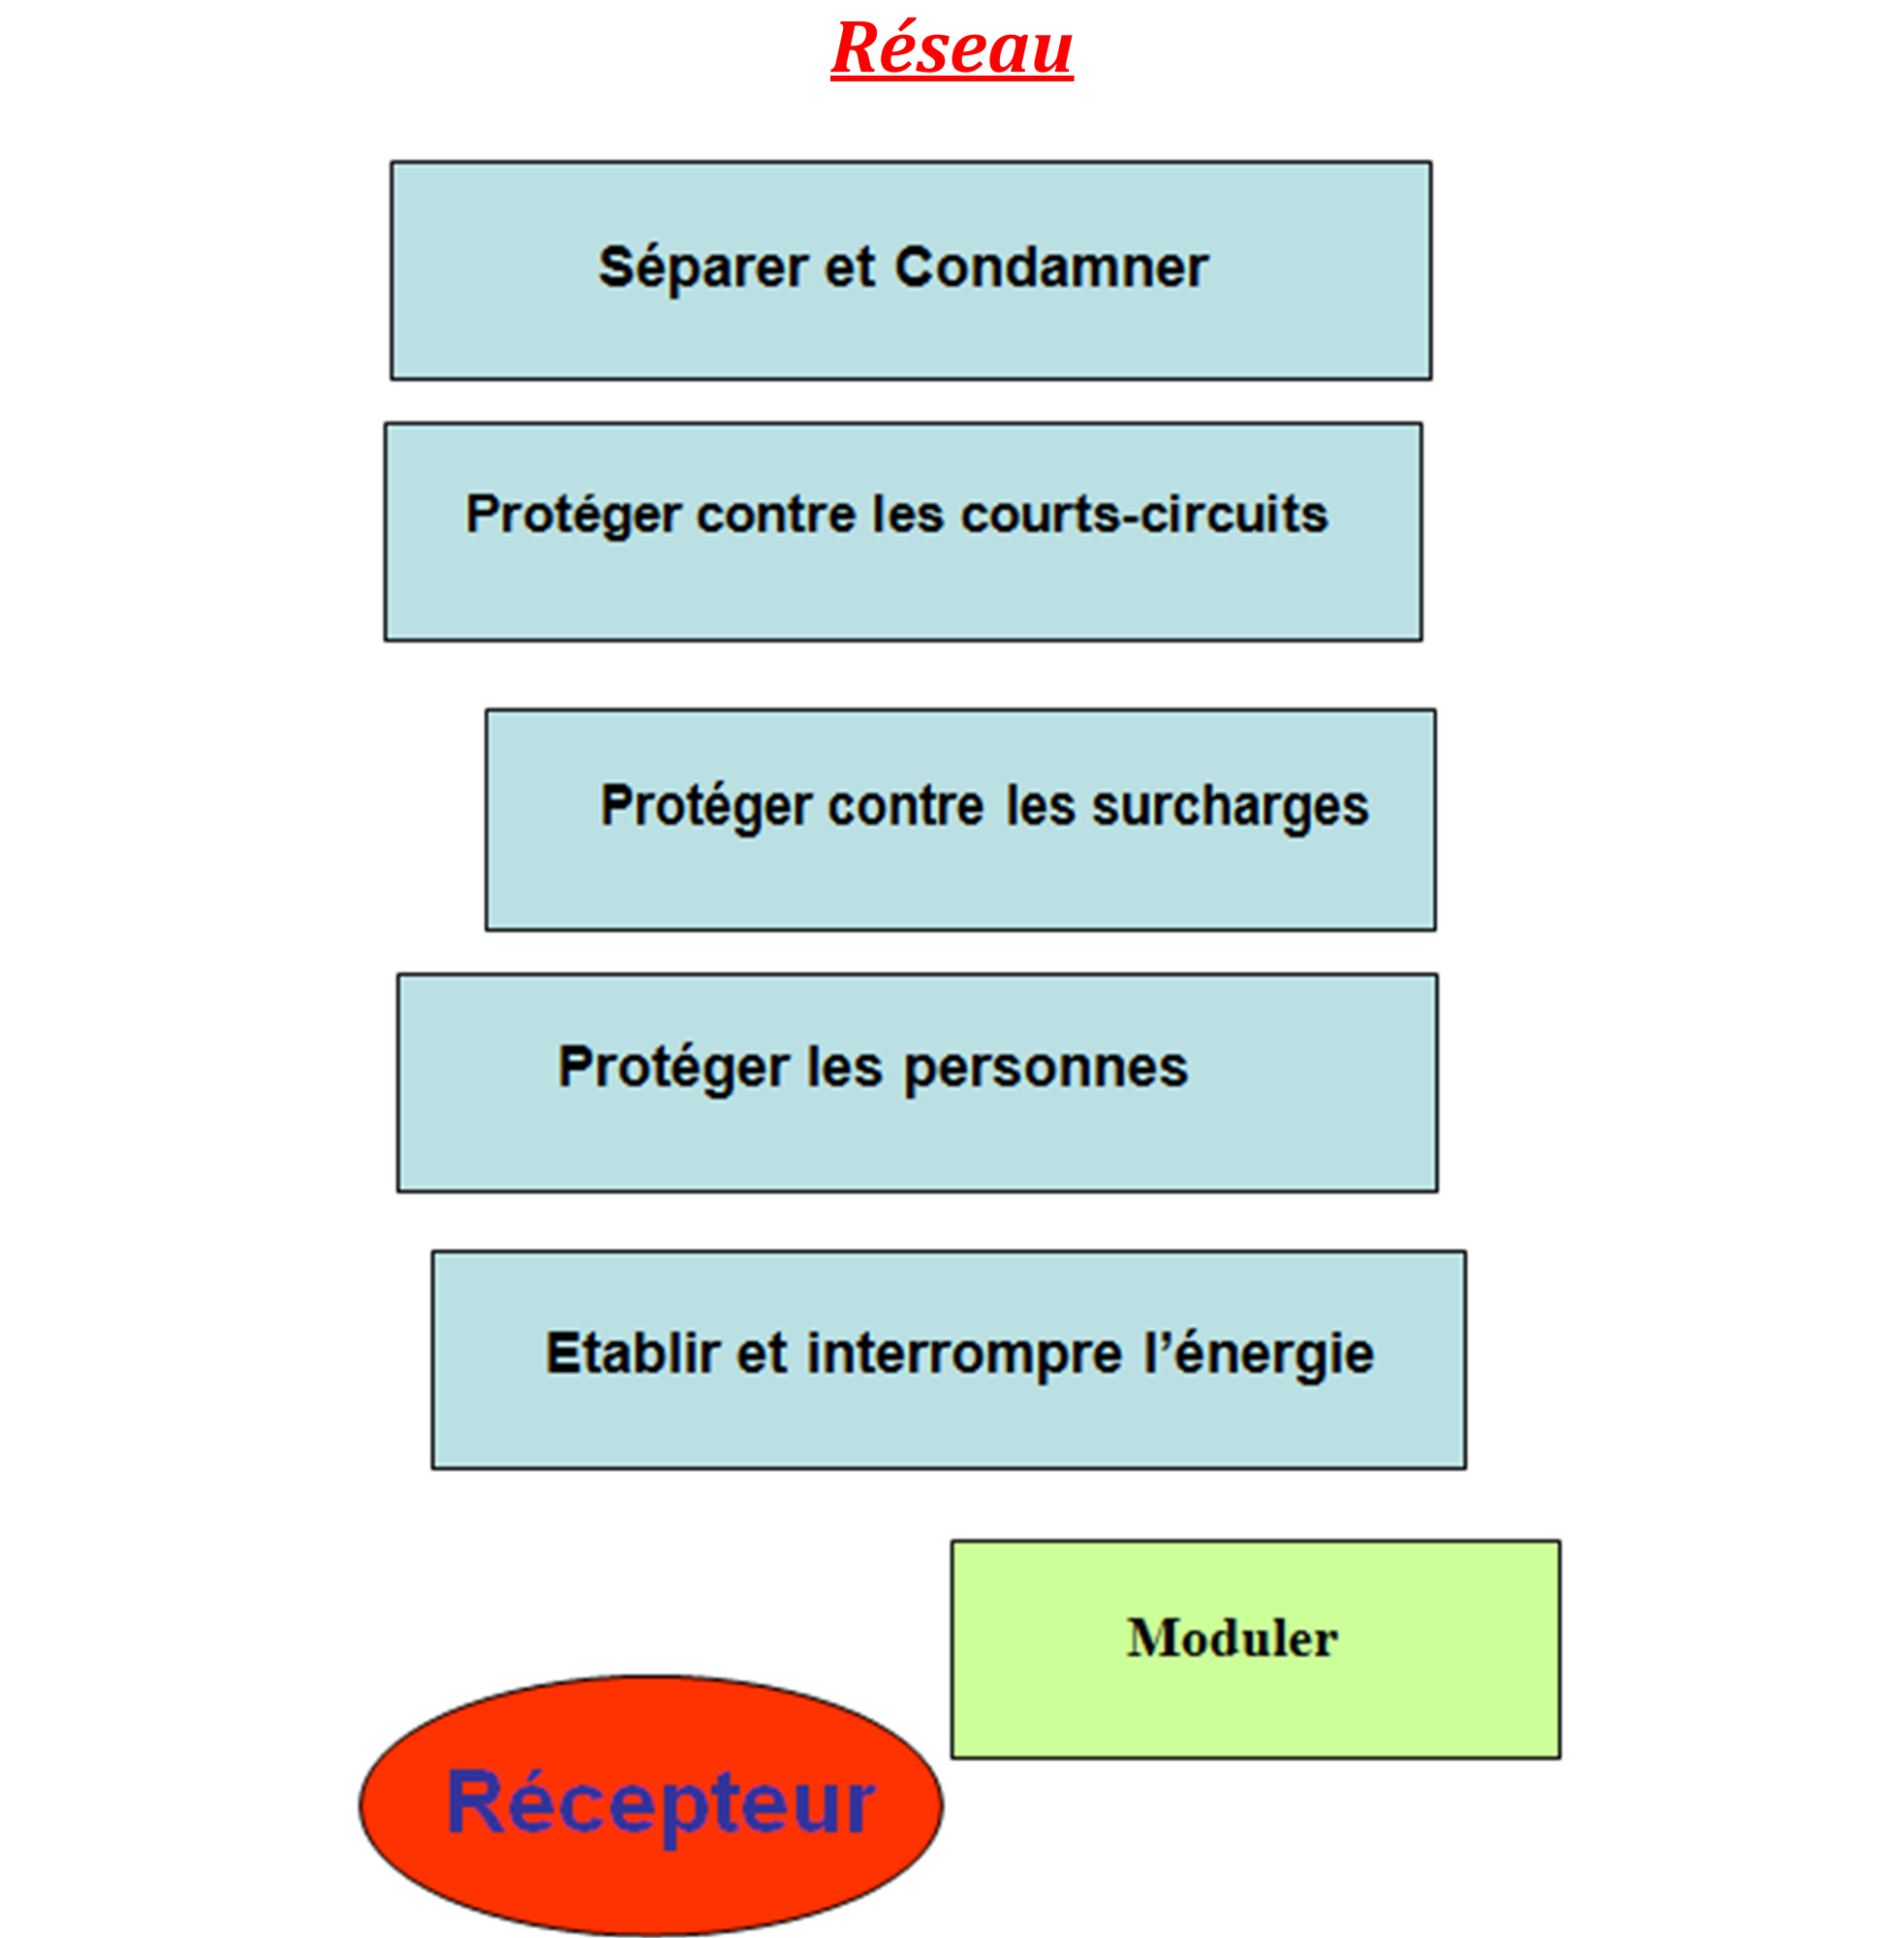 Réseau
Séparer et Condamner
Protéger contre les courts-circuits
Protéger contre les surcharges
Protéger les personnes
Etablir et interrompre l’énergie
Moduler
Récepteur